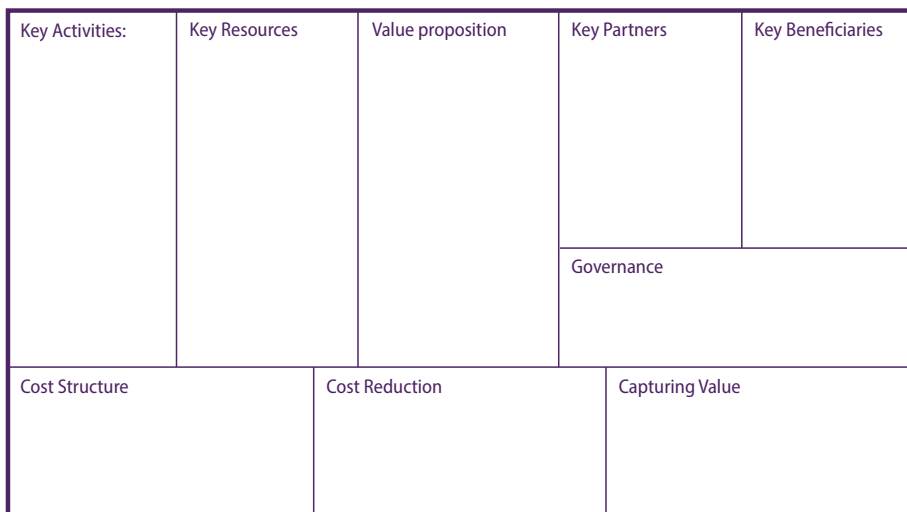 Key Activities:
Key Resources
Value proposition
Key Partners
Key Beneficiaries
Governance
Cost Structure
Cost Reduction
Capturing Value